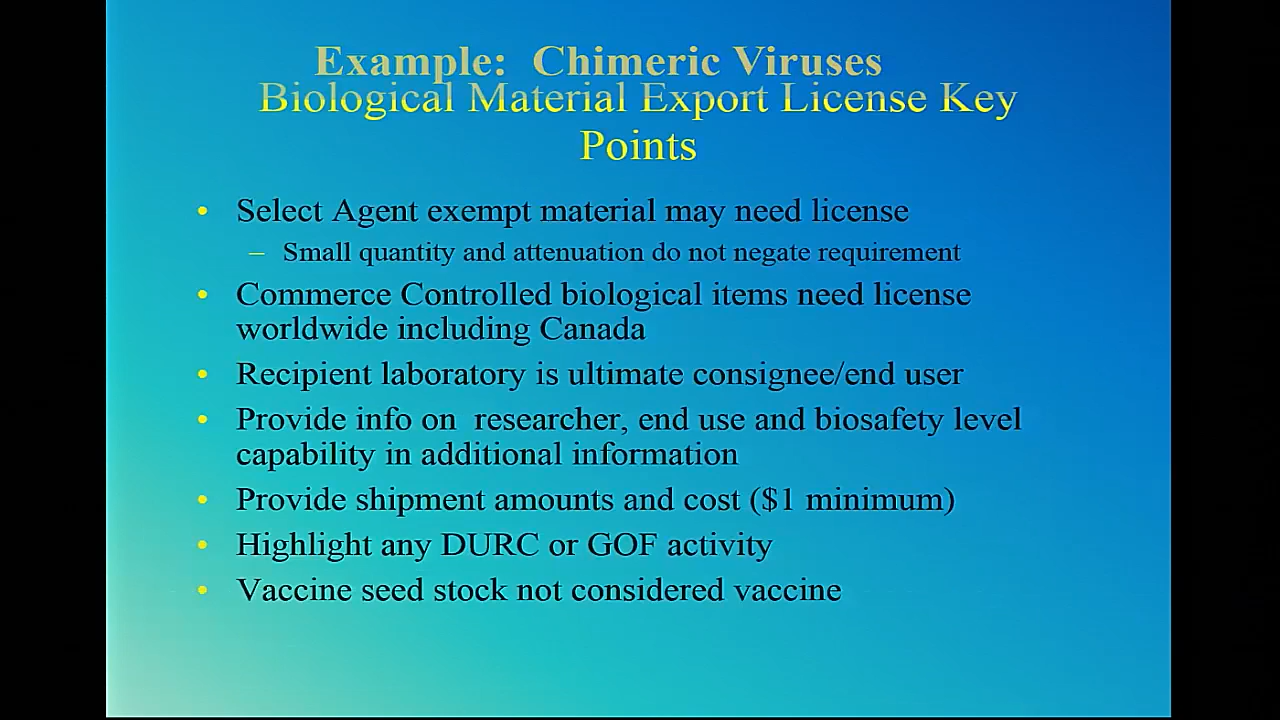 Example:  Chimeric Viruses
Biological Material Export License Key
Points
• Select Agent exempt material may need license
– Small quantity and attenuation do not negate requirement
• Commerce Controlled biological items need license
worldwide including Canada
• Recipient laboratory is ultimate consignee/end user
• Provide info on  researcher, end use and biosafety level
capability in additional information
• Provide shipment amounts and cost ($1 minimum)
• Highlight any DURC or GOF activity
• Vaccine seed stock not considered vaccine